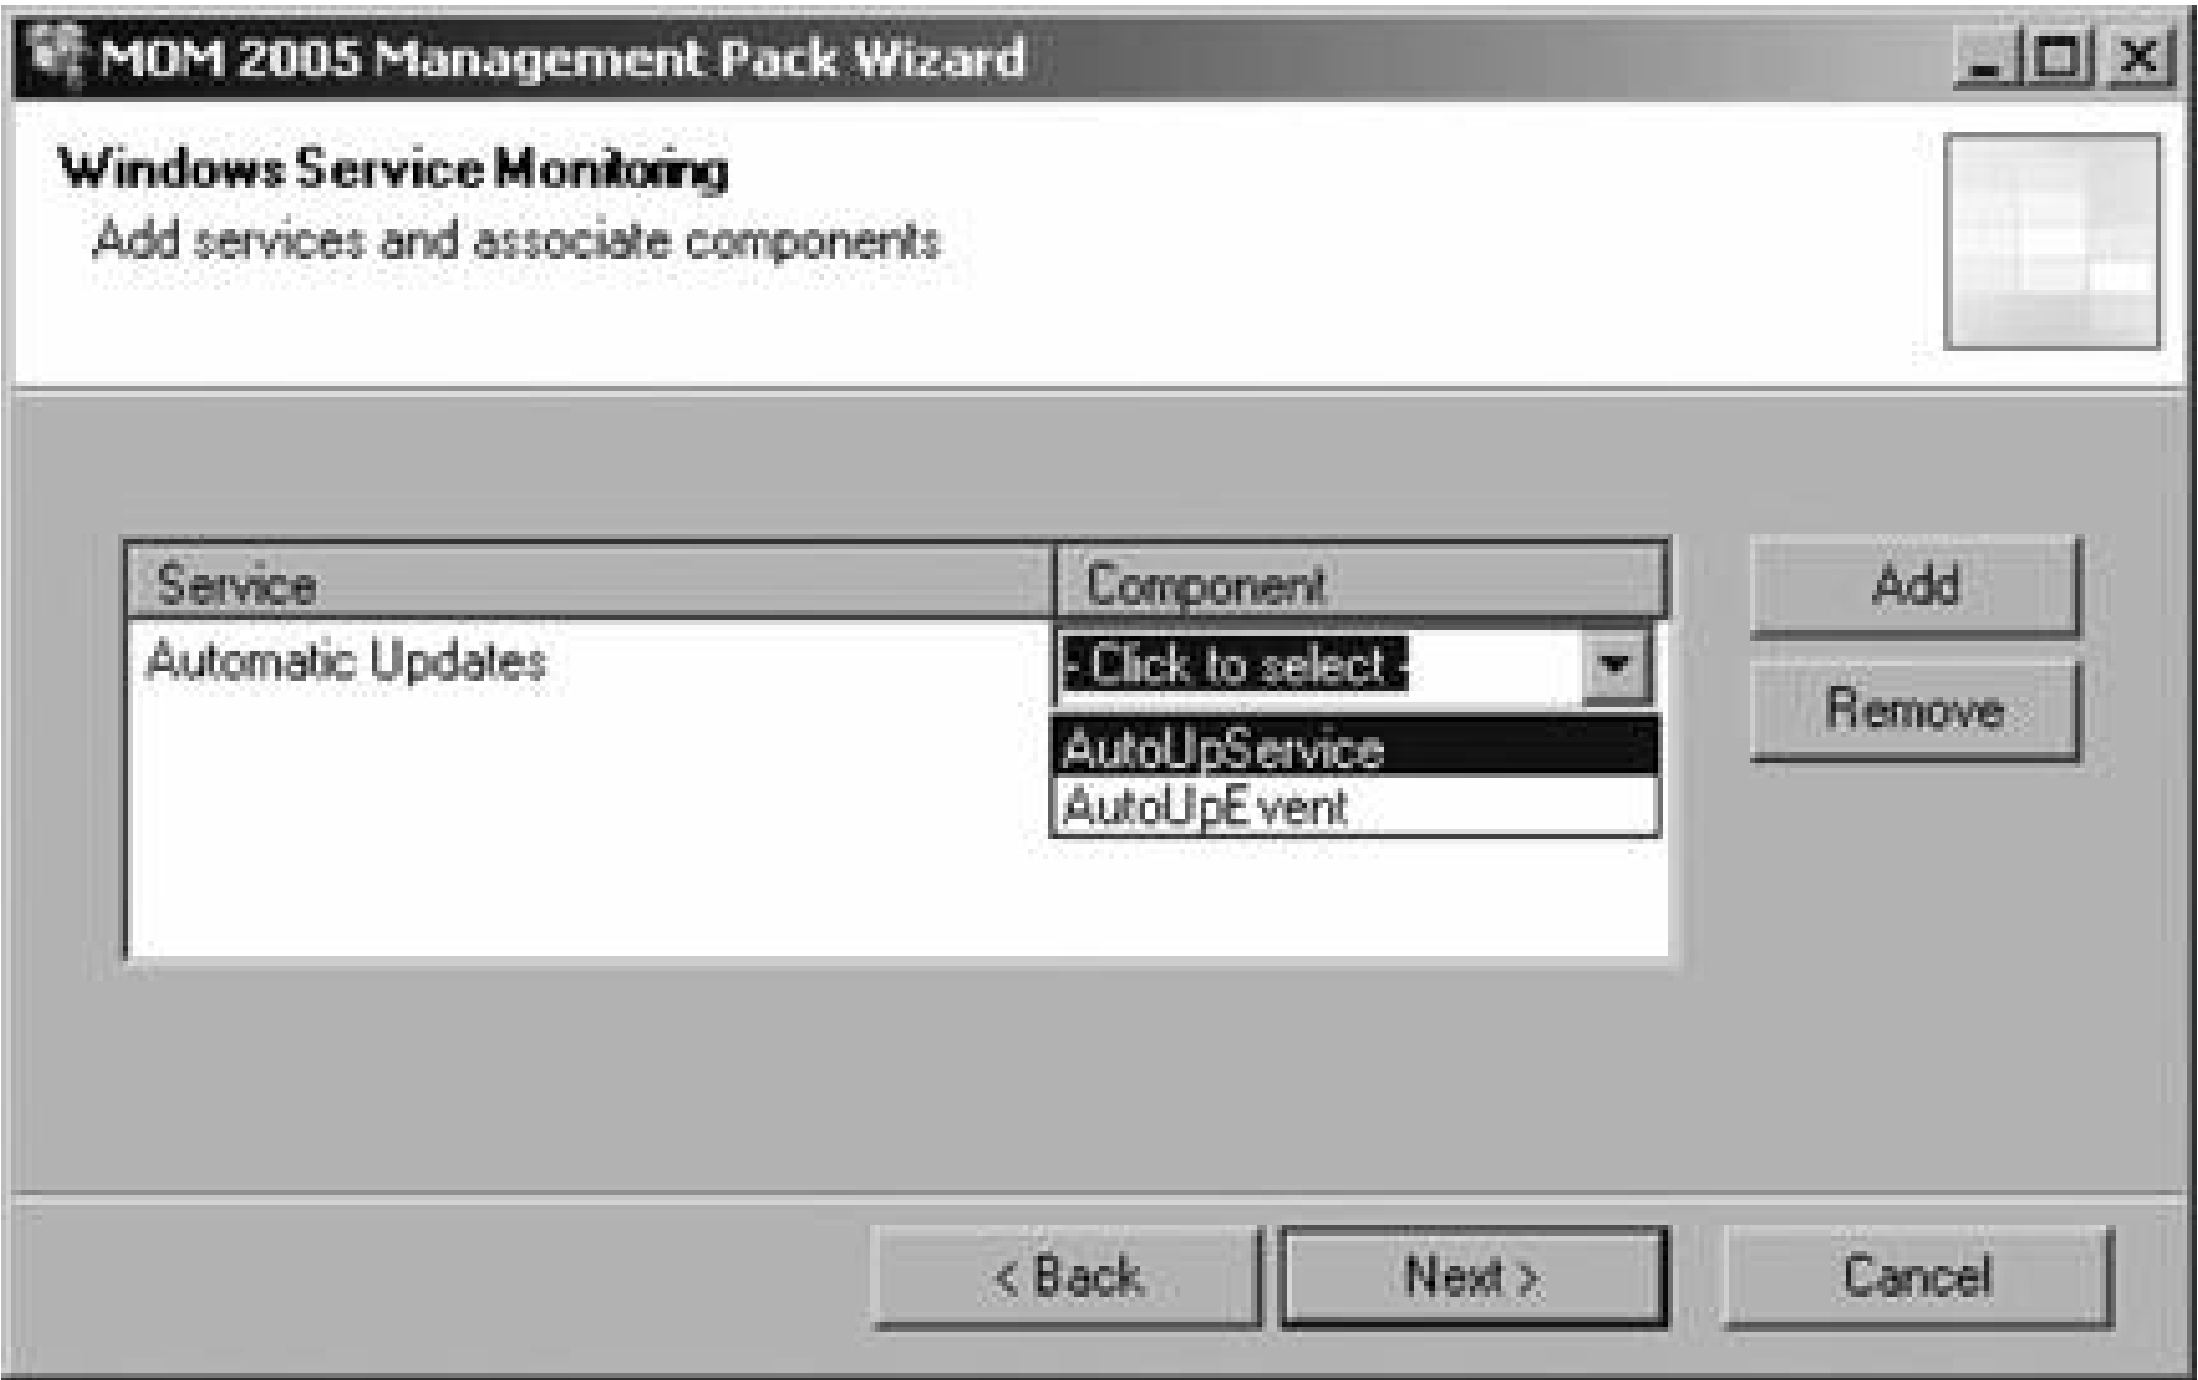 MOM 2005 Management Pack Wizard
Windows Service Monitoring
Add services and associate components
Service Component
Automatic Updates - Click to select -
AutoUpService
AutoUpEvent
Add
Remove
< Back Next > Cancel